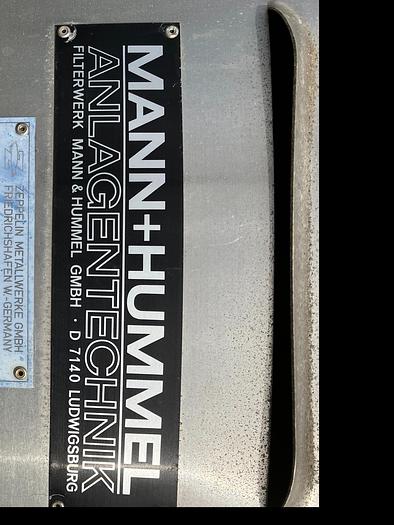 MANN+HUMMEL
ANLAGENTECHNIK
FILTERWERK MANN & HUMMEL GMBH · D 7140 LUDWIGSBURG
ZEPPELIN METALLWERKE GMBH
FRIEDRICHSHAFEN W-GERMANY